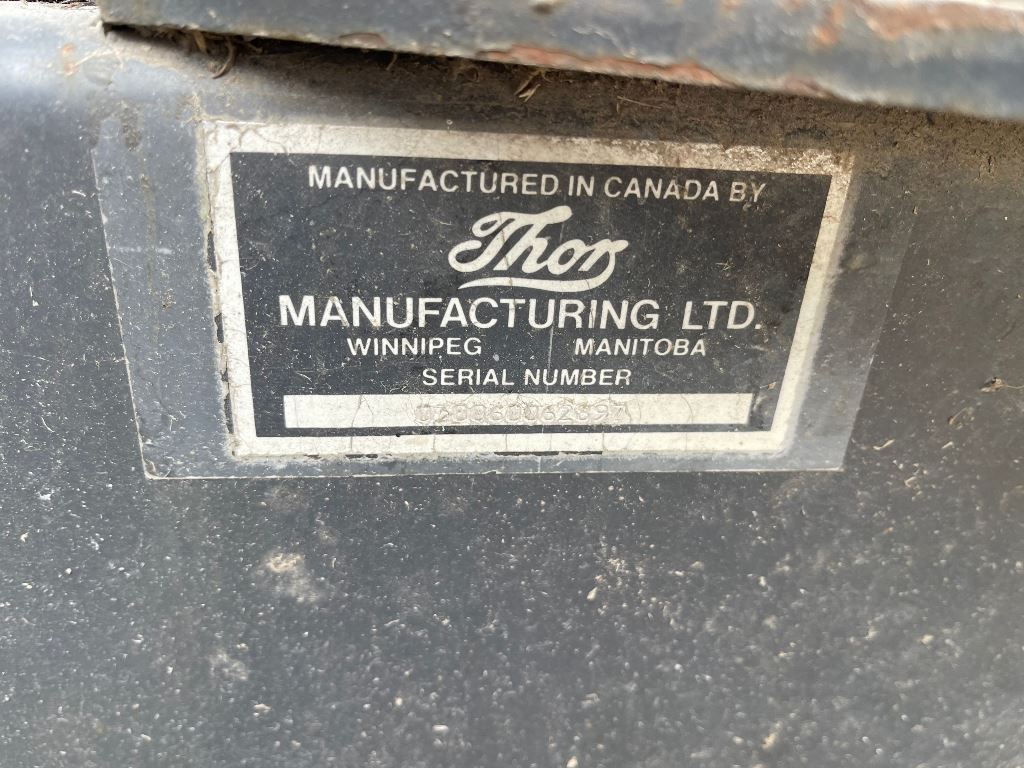 MANUFACTURED IN CANADA BY
Thor
MANUFACTURING LTD.
WINNIPEG MANITOBA
SERIAL NUMBER